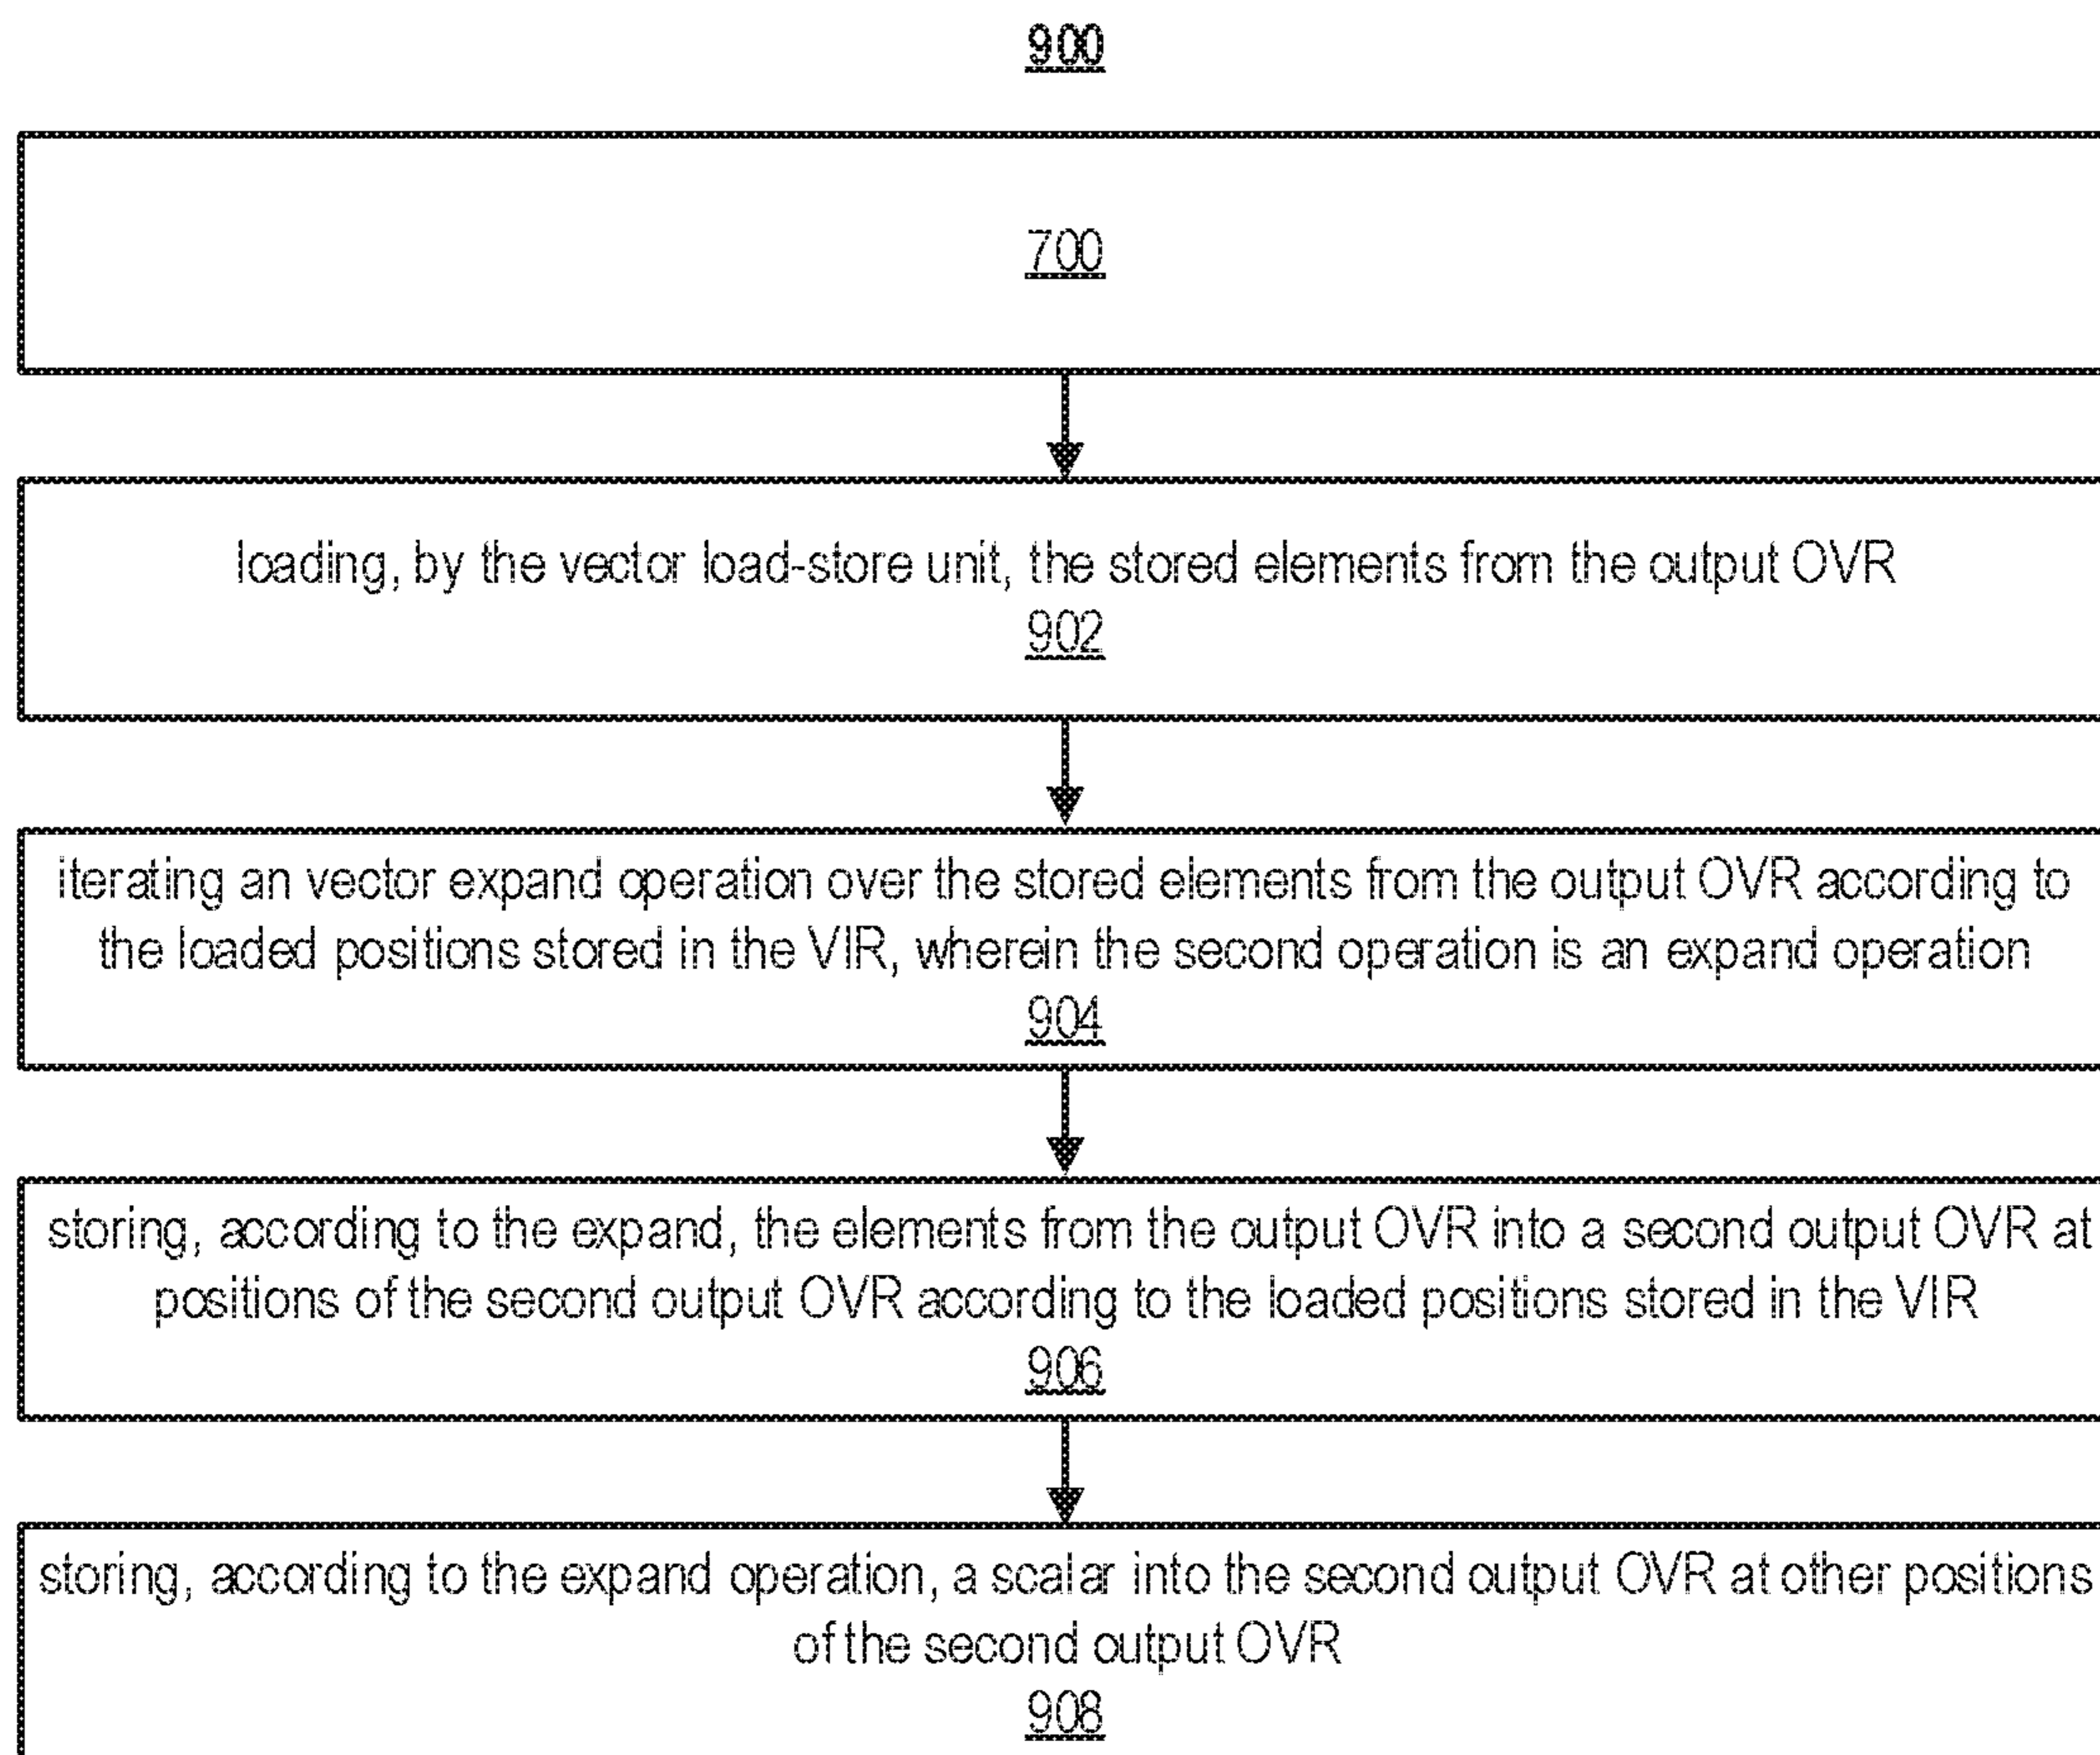 900
700
loading, by the vector load-store unit, the stored elements from the output OVR
902
iterating an vector expand operation over the stored elements from the output OVR according to
the loaded positions stored in the VIR, wherein the second operation is an expand operation
904
storing, according to the expand, the elements from the output OVR into a second output OVR at
positions of the second output OVR according to the loaded positions stored in the VIR
906
storing, according to the expand operation, a scalar into the second output OVR at other positions
of the second output OVR
908